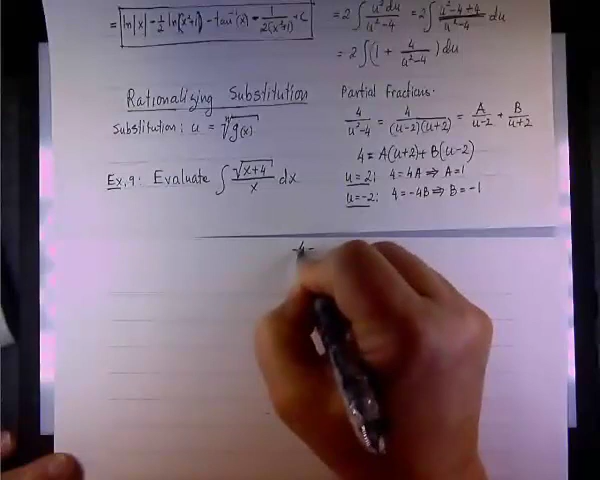 = ln|x| - 1/2 ln(x²+1) - tan⁻¹(x) - 1/(2(x²+1)) + C
Rationalizing Substitution
Substitution: u = ⁿ√g(x)
Ex. 9: Evaluate ∫ √(x+4)/x dx
= 2∫ u² du/(u²-4) = 2∫ (u²-4+4)/(u²-4) du
= 2∫(1 + 4/(u²-4)) du
Partial Fractions:
4/(u²-4) = 4/((u-2)(u+2)) = A/(u-2) + B/(u+2)
4 = A(u+2) + B(u-2)
u=2: 4=4A ⇒ A=1
u=-2: 4=-4B ⇒ B=-1